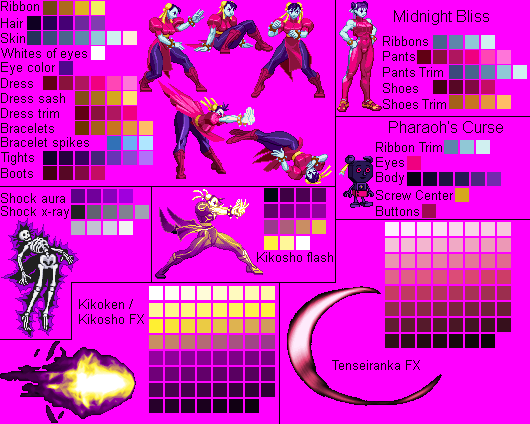 Ribbon
Hair
Skin
Whites of eyes
Eye color
Dress
Dress sash
Dress trim
Bracelets
Bracelet spikes
Tights
Boots
Midnight Bliss
Ribbons
Pants
Pants Trim
Shoes
Shoes Trim
Pharaoh's Curse
Ribbon Trim
Eyes
Body
Screw Center
Buttons
Shock aura
Shock x-ray
Kikosho flash
Kikoken /
Kikosho FX
Tenseiranka FX